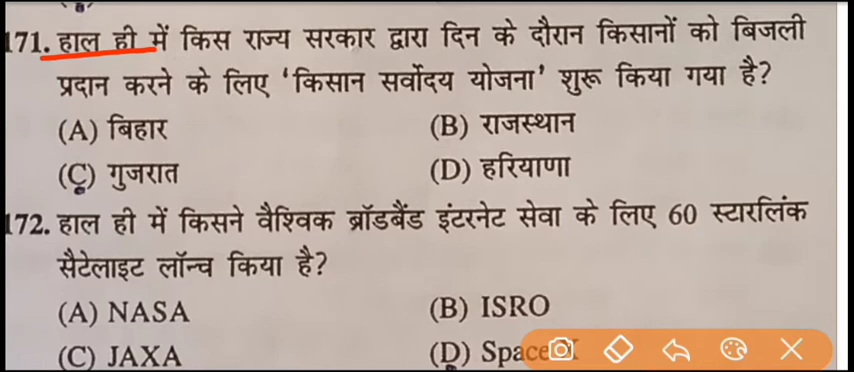 171. हाल ही में किस राज्य सरकार द्वारा दिन के दौरान किसानों को बिजली
प्रदान करने के लिए ‘किसान सर्वोदय योजना’ शुरू किया गया है?
(A) बिहार (B) राजस्थान
(C) गुजरात (D) हरियाणा
172. हाल ही में किसने वैश्विक ब्रॉडबैंड इंटरनेट सेवा के लिए 60 स्टारलिंक
सैटेलाइट लॉन्च किया है?
(A) NASA (B) ISRO
(C) JAXA (D) Space X